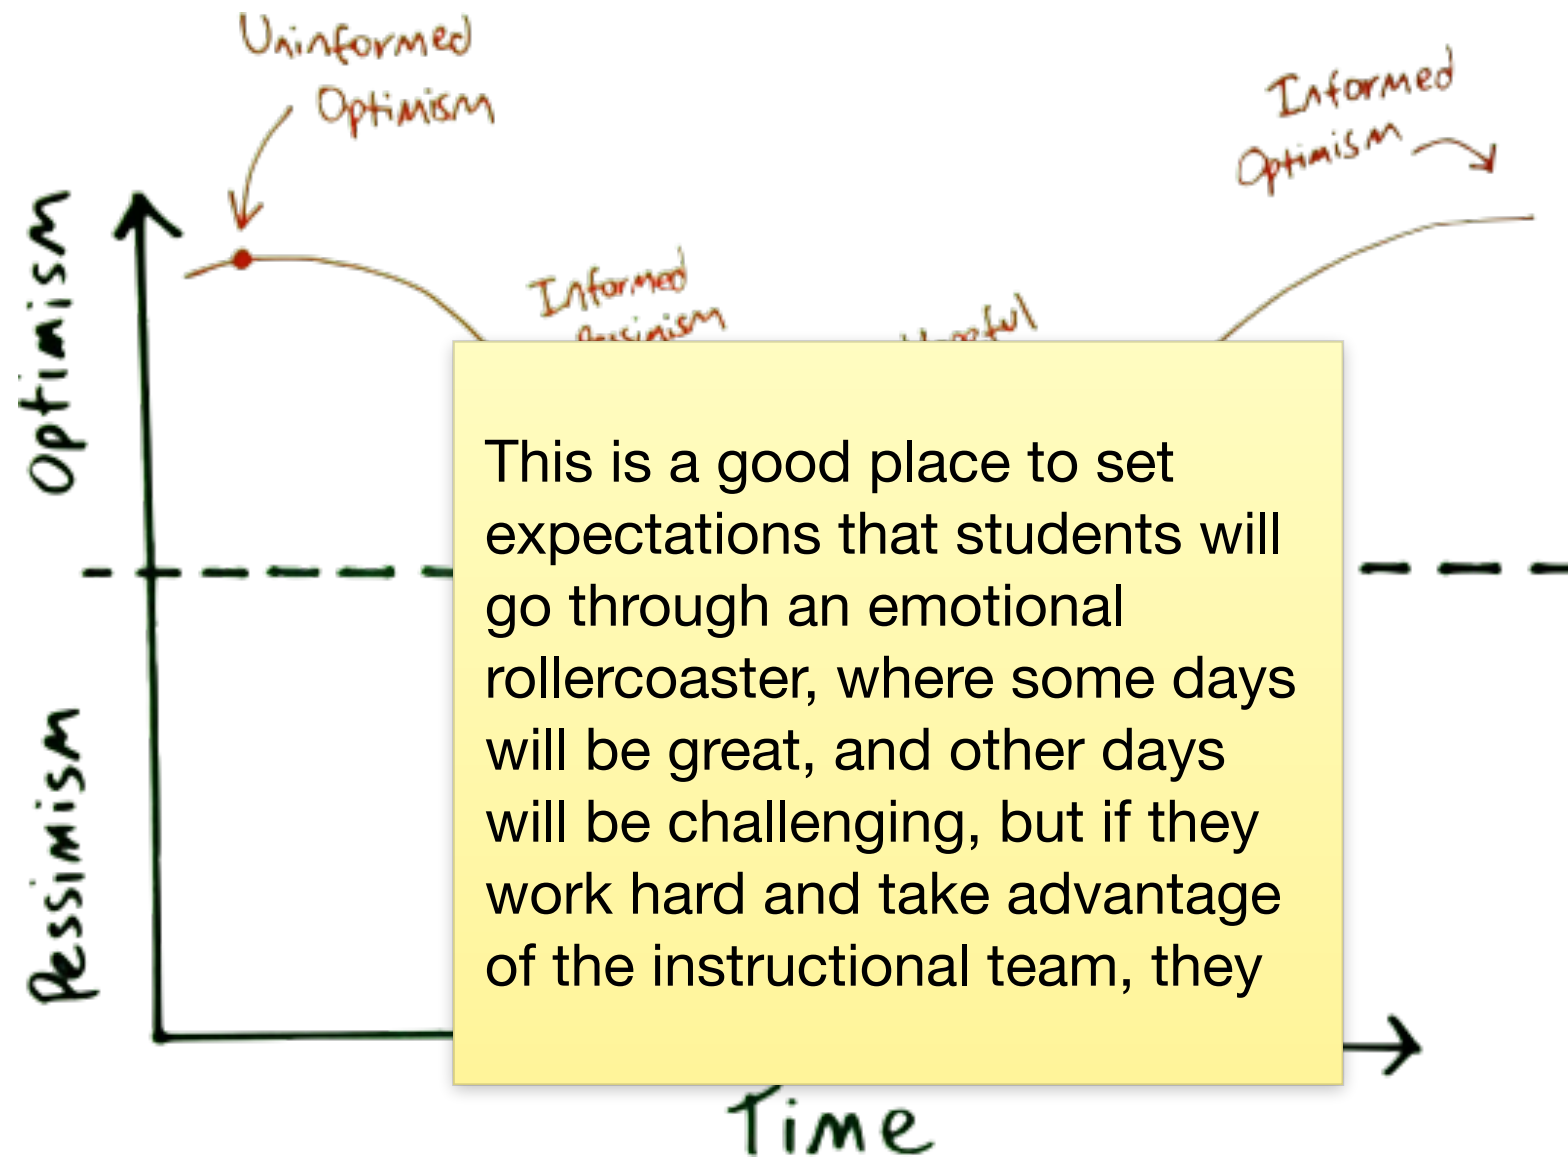 Uninformed
Optimism
Informed
Optimism
Informed
Optimism
Pessimism
This is a good place to set
expectations that students will
go through an emotional
rollercoaster, where some days
will be great, and other days
will be challenging, but if they
work hard and take advantage
of the instructional team, they
Time